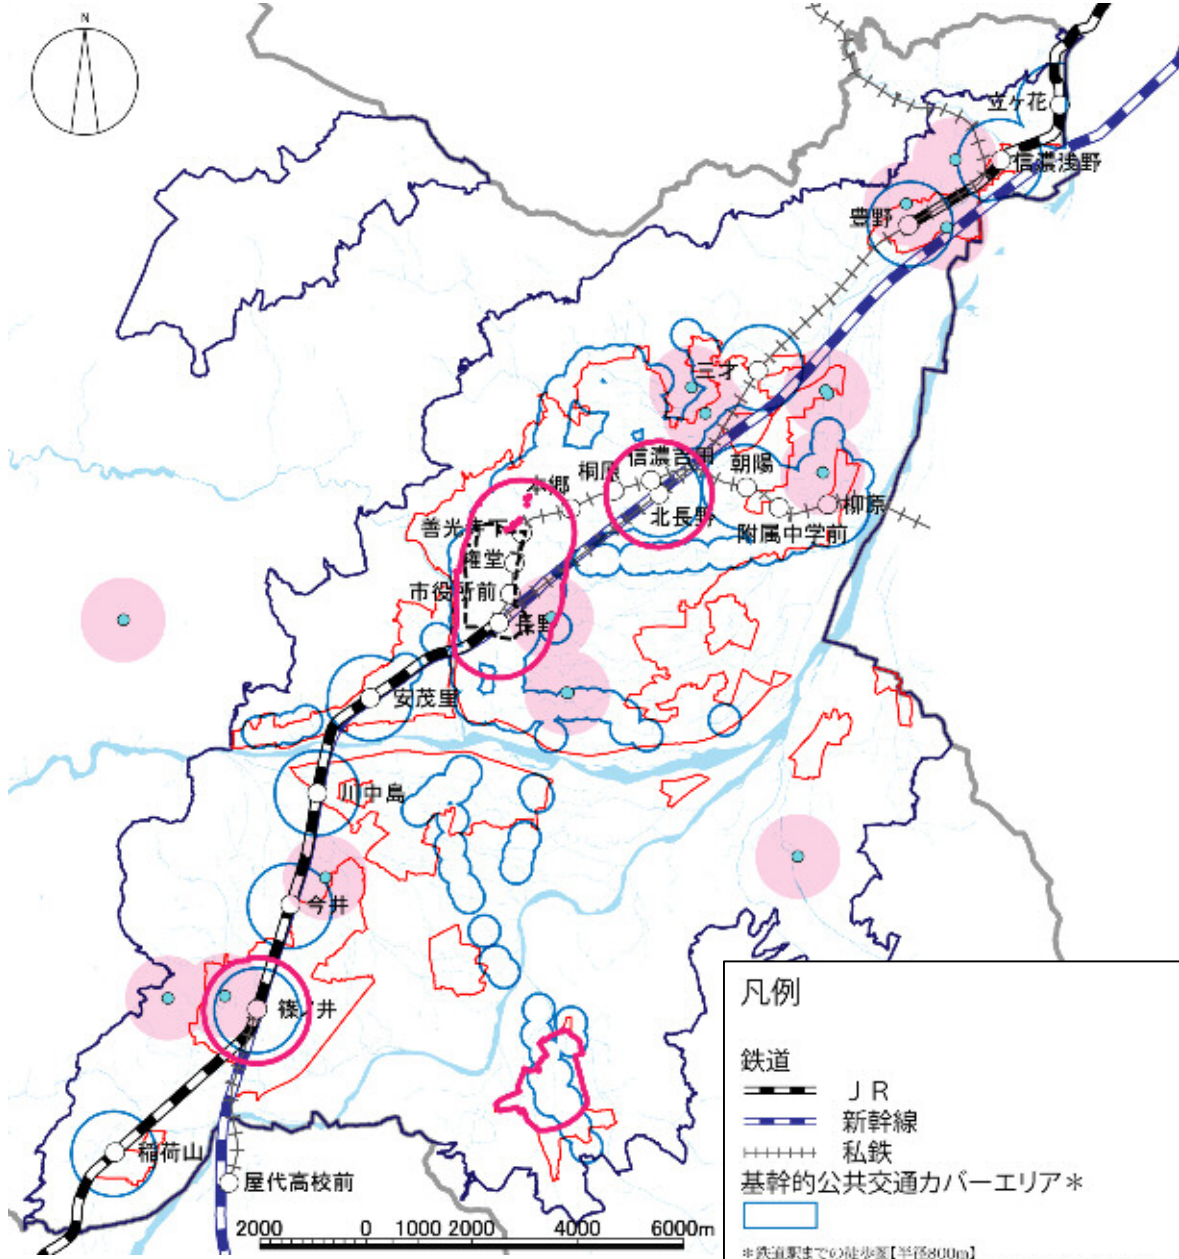 N
立ヶ花
信濃浅野
豊野
三才
信濃吉田
朝陽
桐原
本郷
北長野
柳原
附属中学前
善光寺下
権堂
市役所前
長野
安茂里
川中島
今井
篠ノ井
稲荷山
屋代高校前
2000 0 1000 2000 4000 6000m
凡例
鉄道
ＪＲ
新幹線
私鉄
基幹的公共交通カバーエリア＊
＊鉄道駅までの徒歩圏【半径800m】